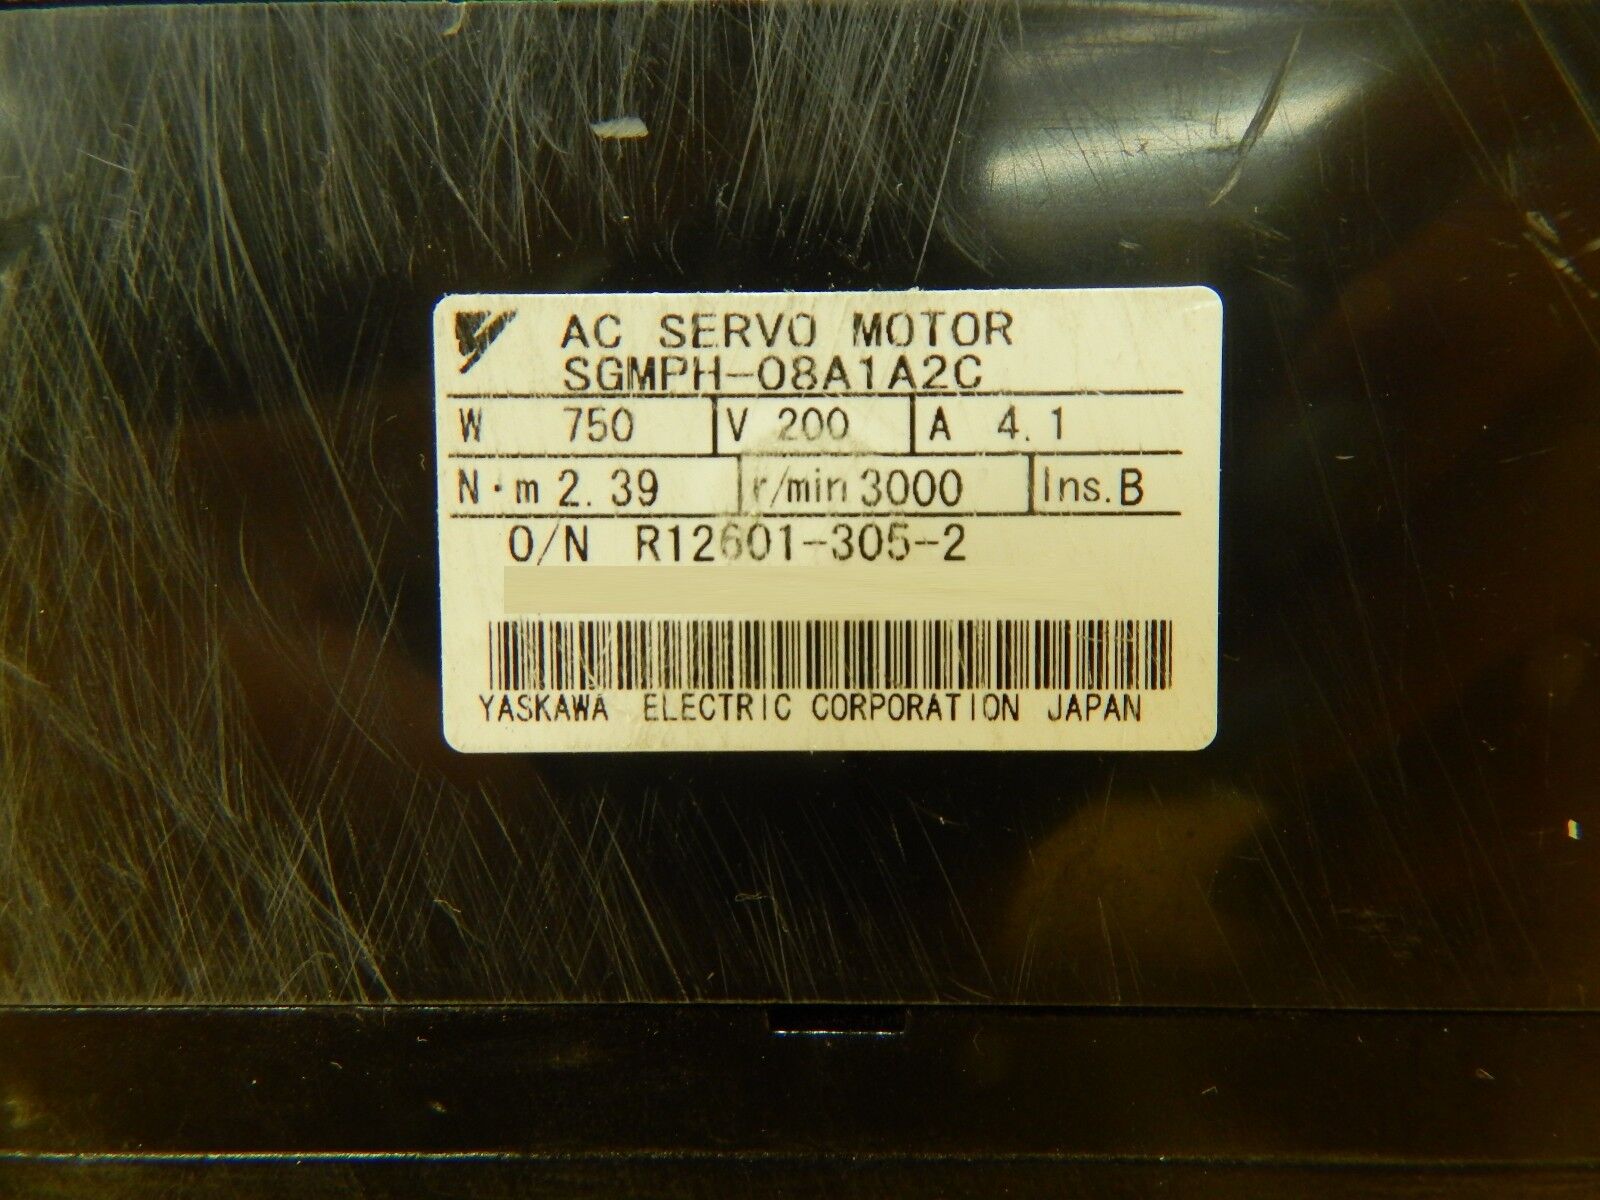 AC SERVO MOTOR
SGMPH-08A1A2C
W 750 V 200 A 4.1
N·m 2.39 r/min 3000 Ins. B
O/N R12601-305-2
YASKAWA ELECTRIC CORPORATION JAPAN